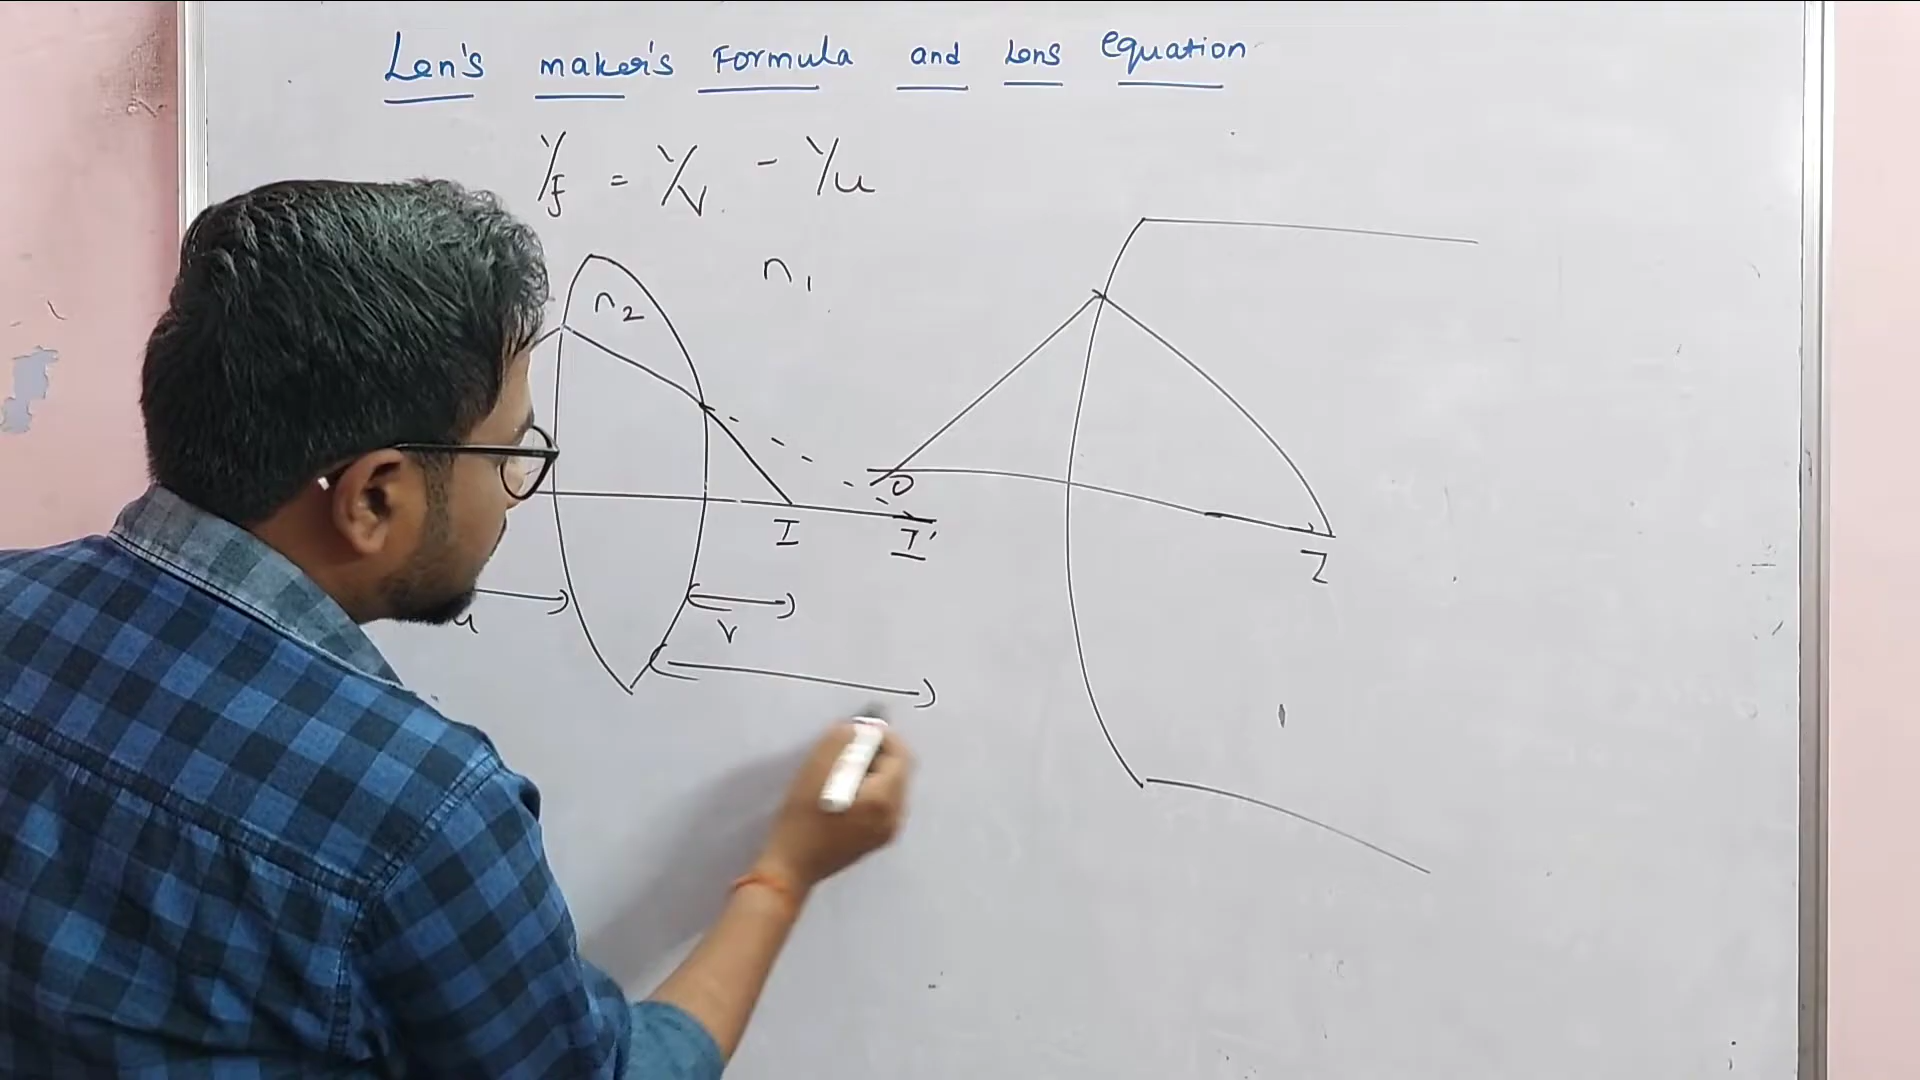 Len's maker's Formula and Lens equation
1/f = 1/v - 1/u
n1
n2
O
I
I'
I
u
v